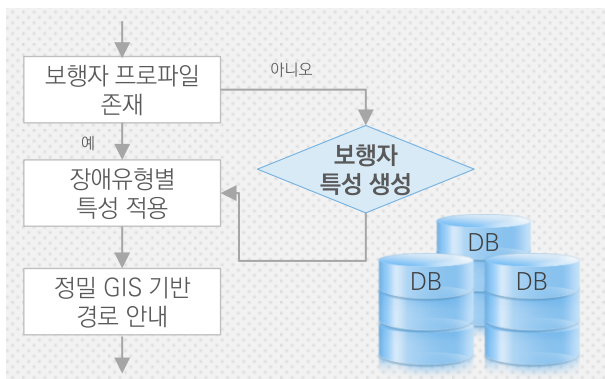 보행자 프로파일
존재
아니오
예
보행자
특성 생성
장애유형별
특성 적용
정밀 GIS 기반
경로 안내
DB
DB
DB